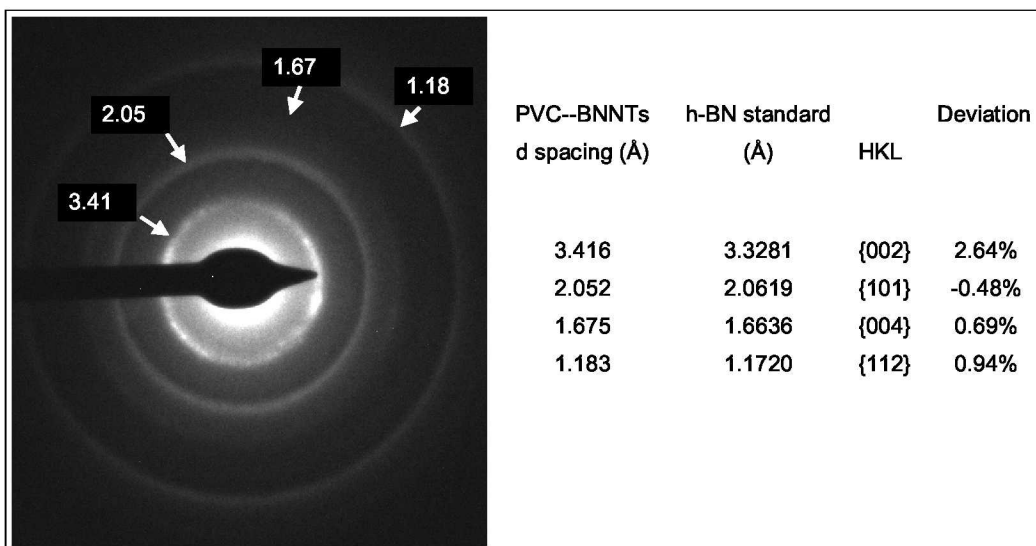 1.67
1.18
2.05
3.41
PVC--BNNTs h-BN standard Deviation
d spacing (Å) (Å) HKL
3.416 3.3281 {002} 2.64%
2.052 2.0619 {101} -0.48%
1.675 1.6636 {004} 0.69%
1.183 1.1720 {112} 0.94%